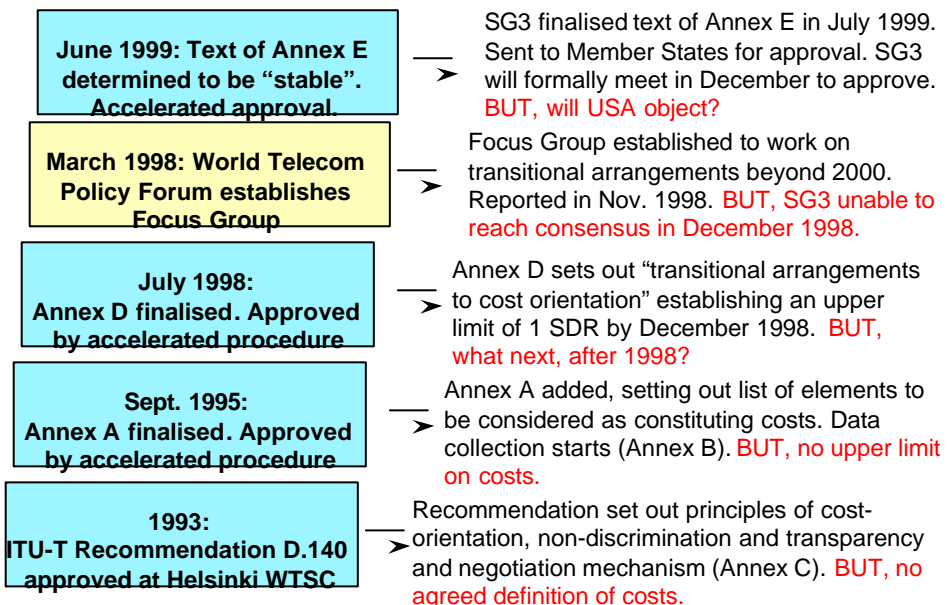 June 1999: Text of Annex E
determined to be “stable”.
Accelerated approval.
SG3 finalised text of Annex E in July 1999.
Sent to Member States for approval. SG3
will formally meet in December to approve.
BUT, will USA object?
March 1998: World Telecom
Policy Forum establishes
Focus Group
Focus Group established to work on
transitional arrangements beyond 2000.
Reported in Nov. 1998. BUT, SG3 unable to
reach consensus in December 1998.
July 1998:
Annex D finalised. Approved
by accelerated procedure
Annex D sets out “transitional arrangements
to cost orientation” establishing an upper
limit of 1 SDR by December 1998. BUT,
what next, after 1998?
Sept. 1995:
Annex A finalised. Approved
by accelerated procedure
Annex A added, setting out list of elements to
be considered as constituting costs. Data
collection starts (Annex B). BUT, no upper limit
on costs.
1993:
ITU-T Recommendation D.140
approved at Helsinki WTSC
Recommendation set out principles of cost-
orientation, non-discrimination and transparency
and negotiation mechanism (Annex C). BUT, no
agreed definition of costs.